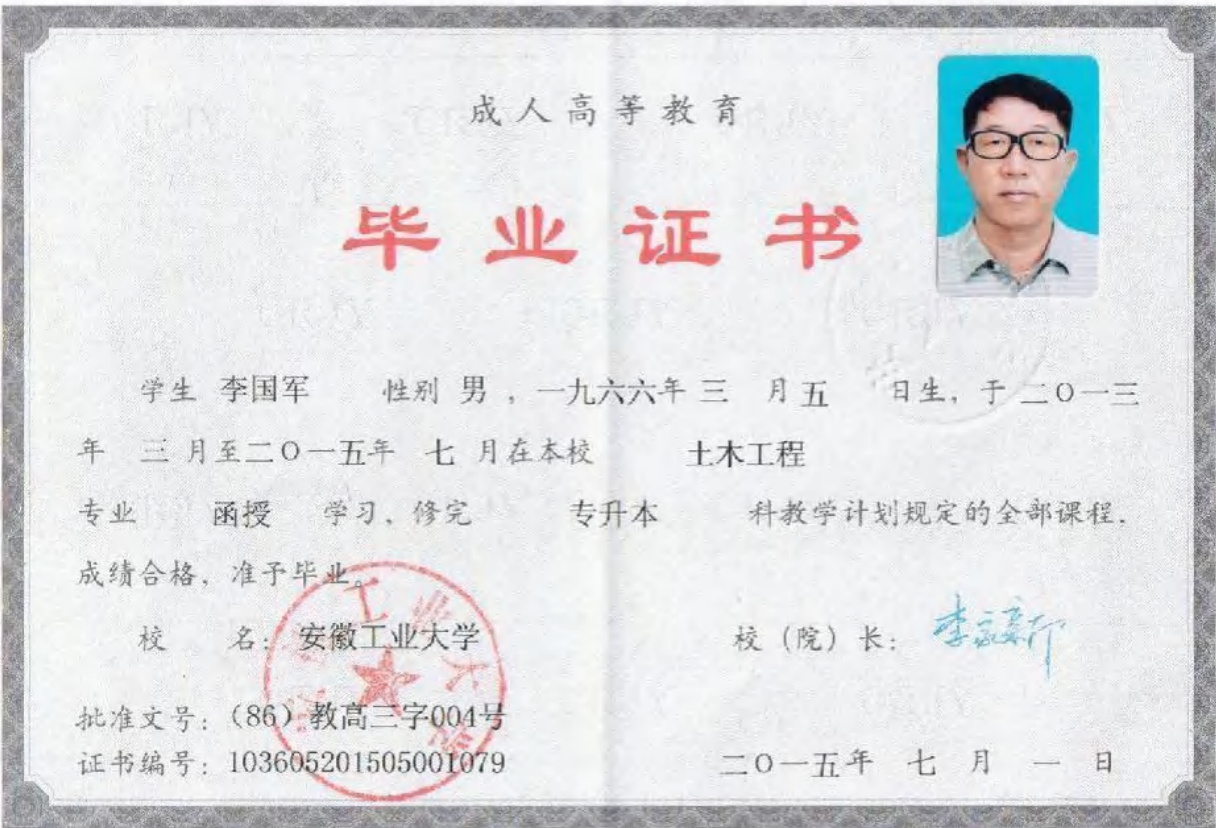 成人高等教育
毕业证书
学生 李国军 性别 男，一九六六年 三 月 五 日生，于 二〇一三
年 三 月至二〇一五年 七 月在本校 土木工程
专业 函授 学习，修完 专升本 科教学计划规定的全部课程，
成绩合格，准予毕业。
校 名：安徽工业大学 校（院）长：
批准文号：（86）教高三字004号
证书编号：103605201505001079 二〇一五年 七 月 一 日